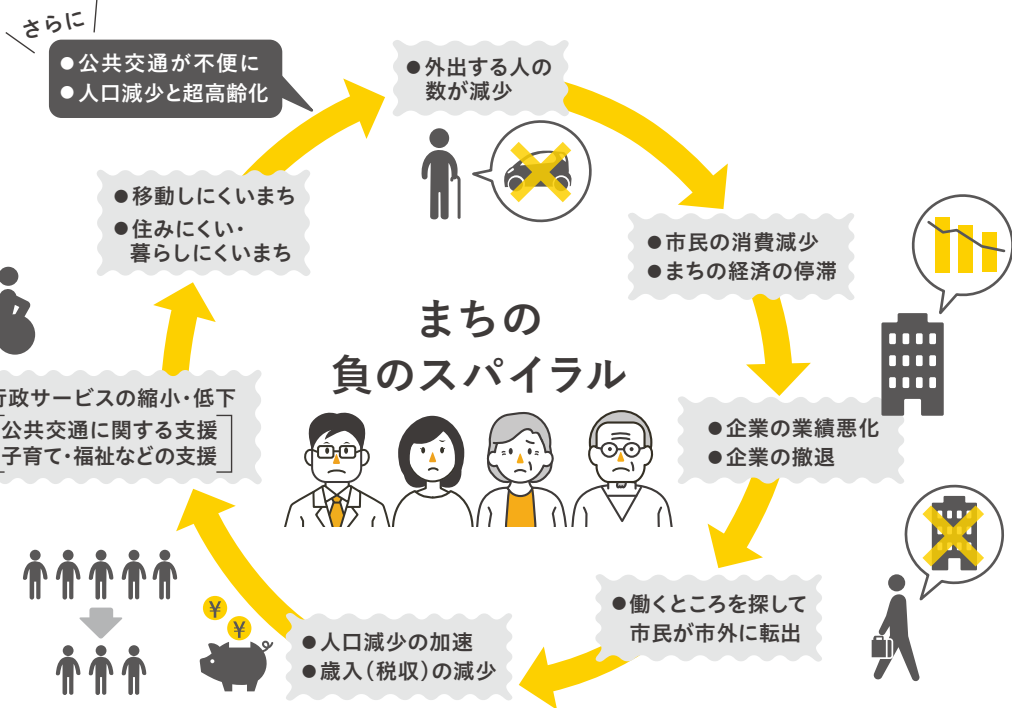 さらに
●公共交通が不便に
●人口減少と超高齢化
●外出する人の
数が減少
●移動しにくいまち
●住みにくい・
暮らしにくいまち
●市民の消費減少
●まちの経済の停滞
まちの
負のスパイラル
行政サービスの縮小・低下
公共交通に関する支援
子育て・福祉などの支援
●企業の業績悪化
●企業の撤退
●働くところを探して
市民が市外に転出
¥
¥
●人口減少の加速
●歳入(税収)の減少